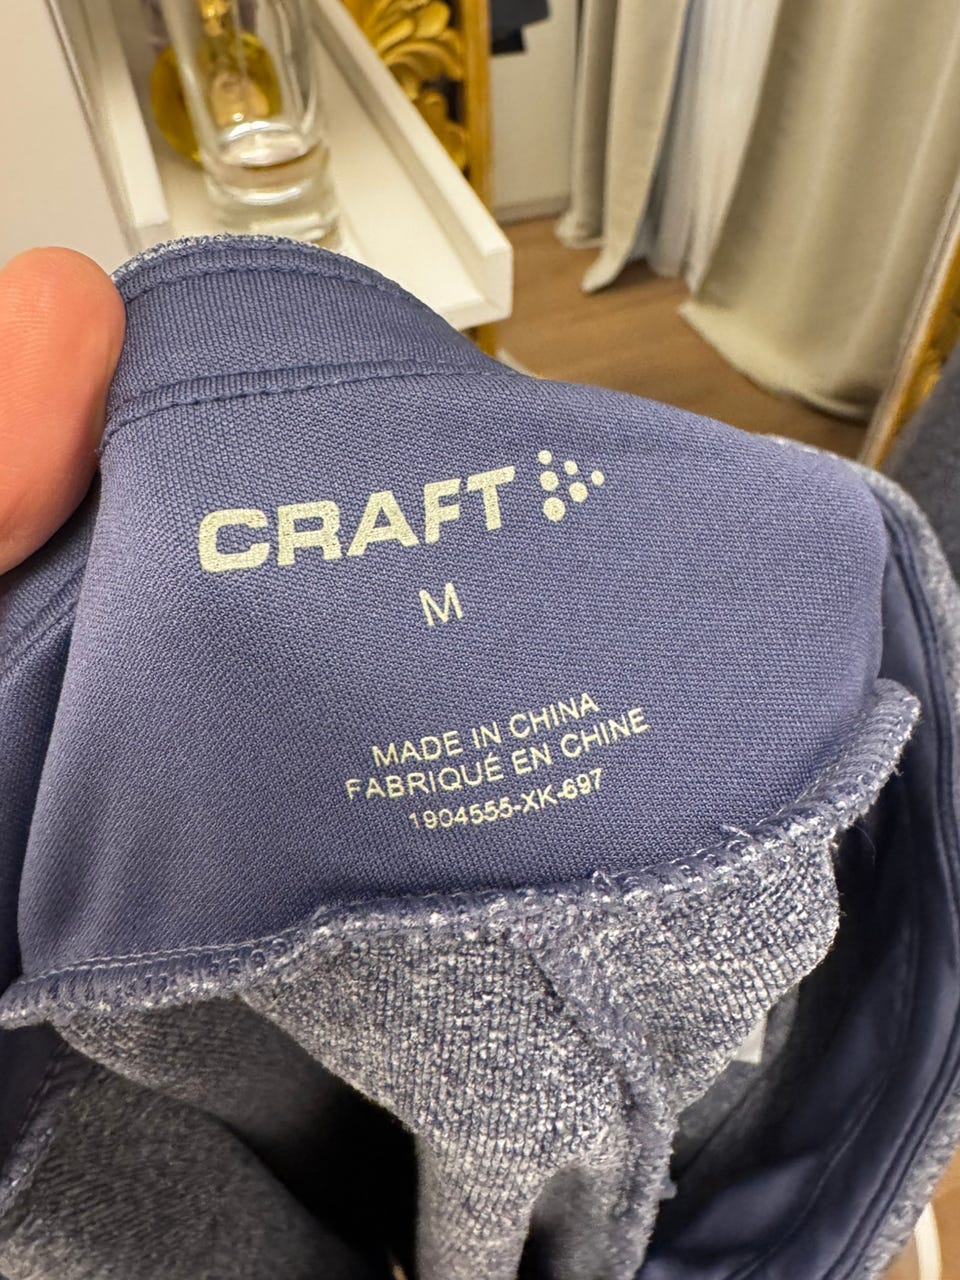 CRAFT
M
MADE IN CHINA
FABRIQUÉ EN CHINE
1904555-XK-697